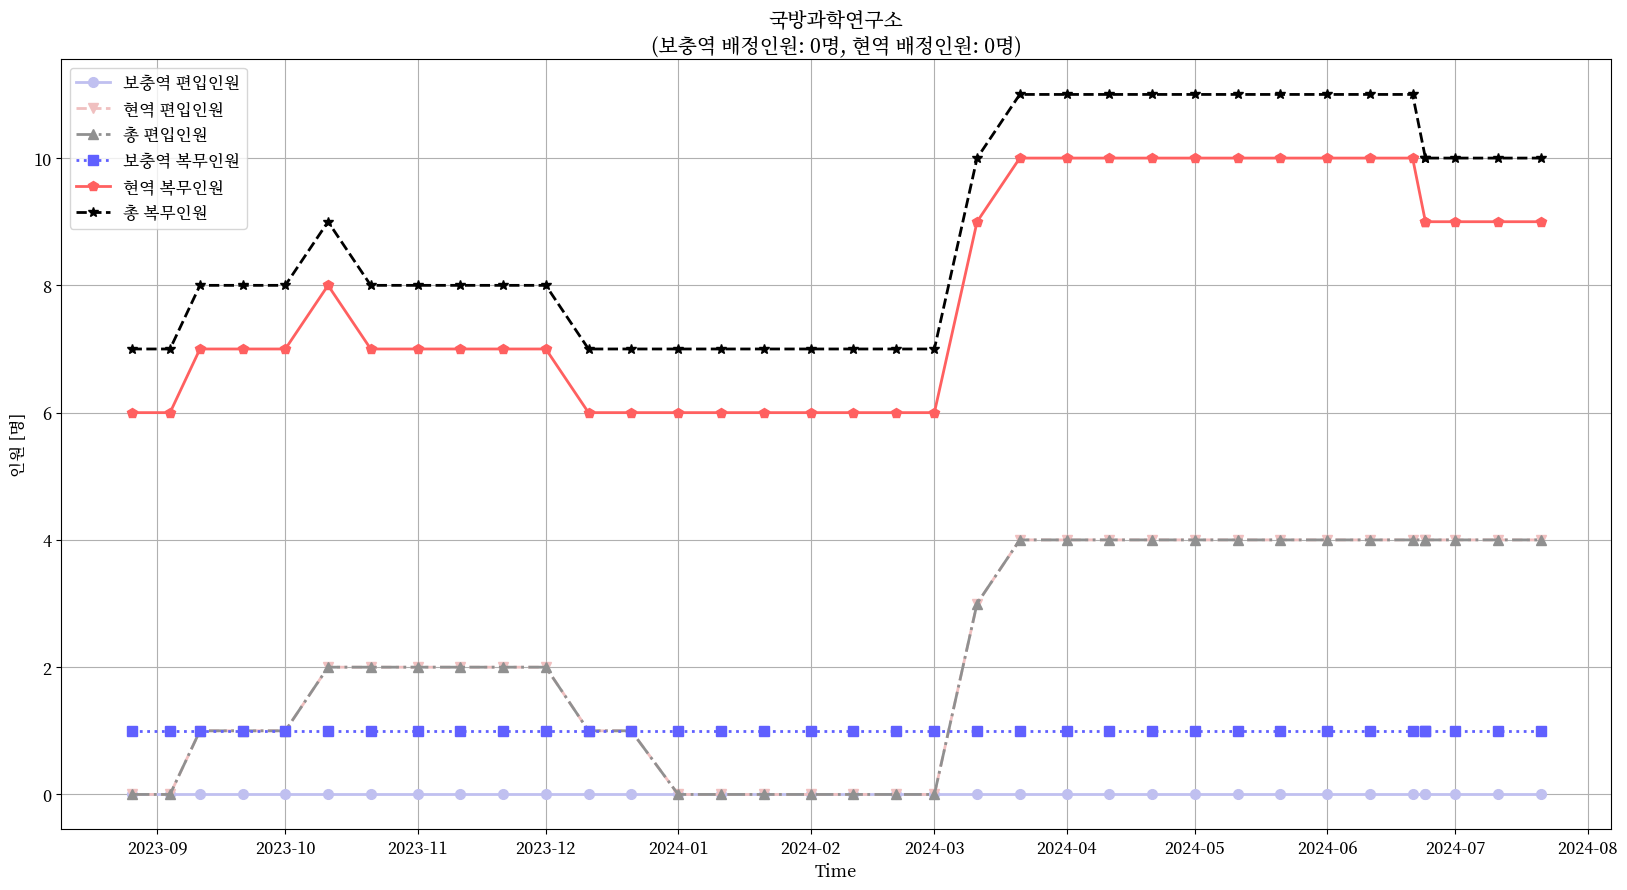 국방과학연구소
(보충역 배정인원: 0명, 현역 배정인원: 0명)
보충역 편입인원
현역 편입인원
총 편입인원
보충역 복무인원
현역 복무인원
총 복무인원
인원 [명]
10
8
6
4
2
0
2023-09
2023-10
2023-11
2023-12
2024-01
2024-02
2024-03
2024-04
2024-05
2024-06
2024-07
2024-08
Time